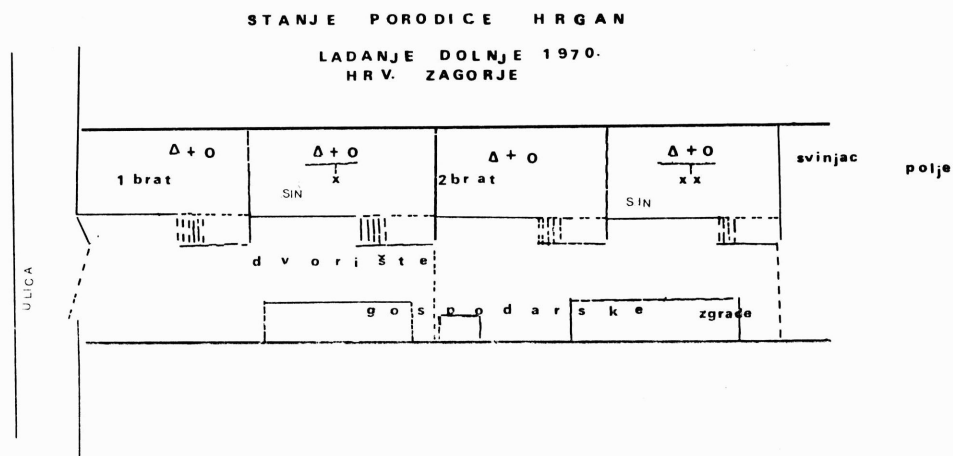 STANJE PORODICE HRGAN
LADANJE DOLNJE 1970.
HRV. ZAGORJE
Δ + O
Δ + O
Δ + O
Δ + O
svinjac
polje
1 brat
x
SIN
2 brat
xx
SIN
dvorište
ULICA
gospodarske zgrade